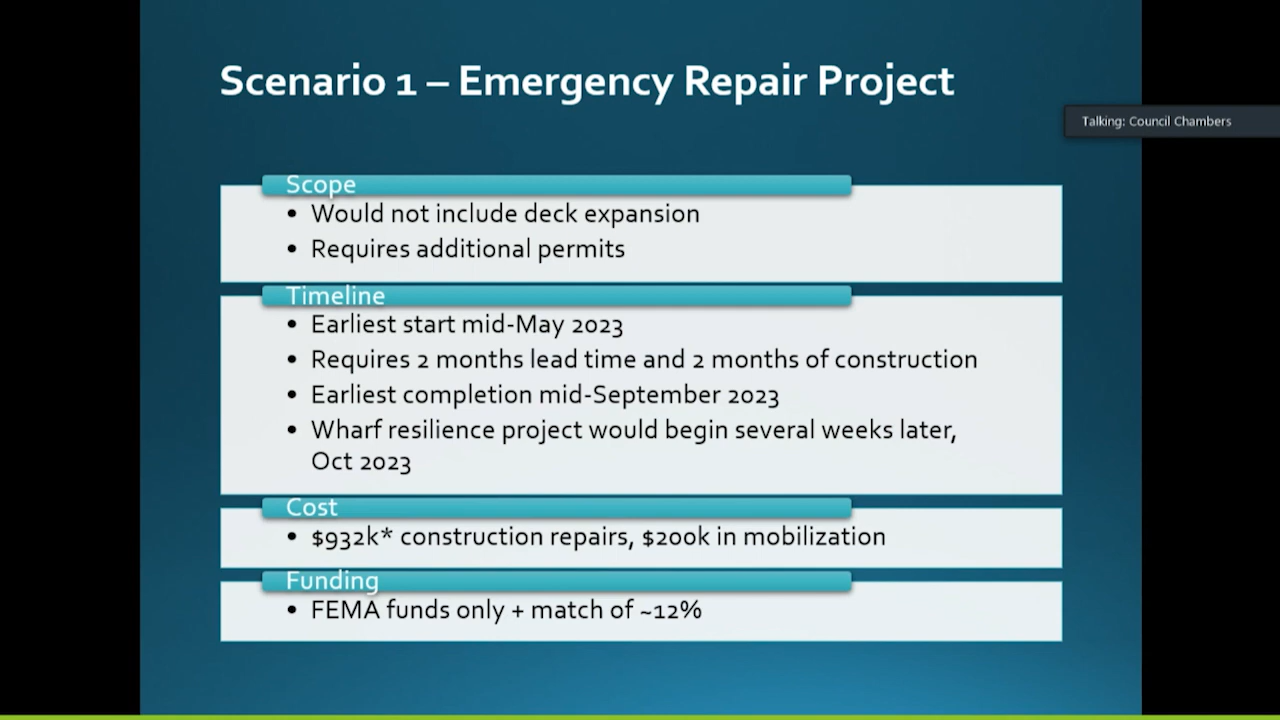 Scenario 1 – Emergency Repair Project
Talking: Council Chambers
Scope
• Would not include deck expansion
• Requires additional permits
Timeline
• Earliest start mid-May 2023
• Requires 2 months lead time and 2 months of construction
• Earliest completion mid-September 2023
• Wharf resilience project would begin several weeks later,
Oct 2023
Cost
• $932k* construction repairs, $200k in mobilization
Funding
• FEMA funds only + match of ~12%